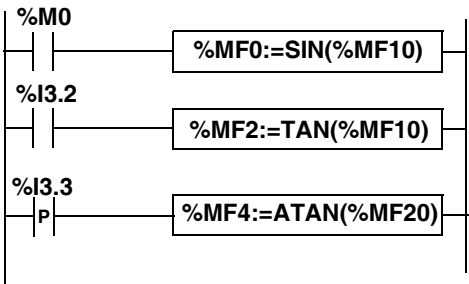 %M0
%MF0:=SIN(%MF10)
%I3.2
%MF2:=TAN(%MF10)
%I3.3
P
%MF4:=ATAN(%MF20)